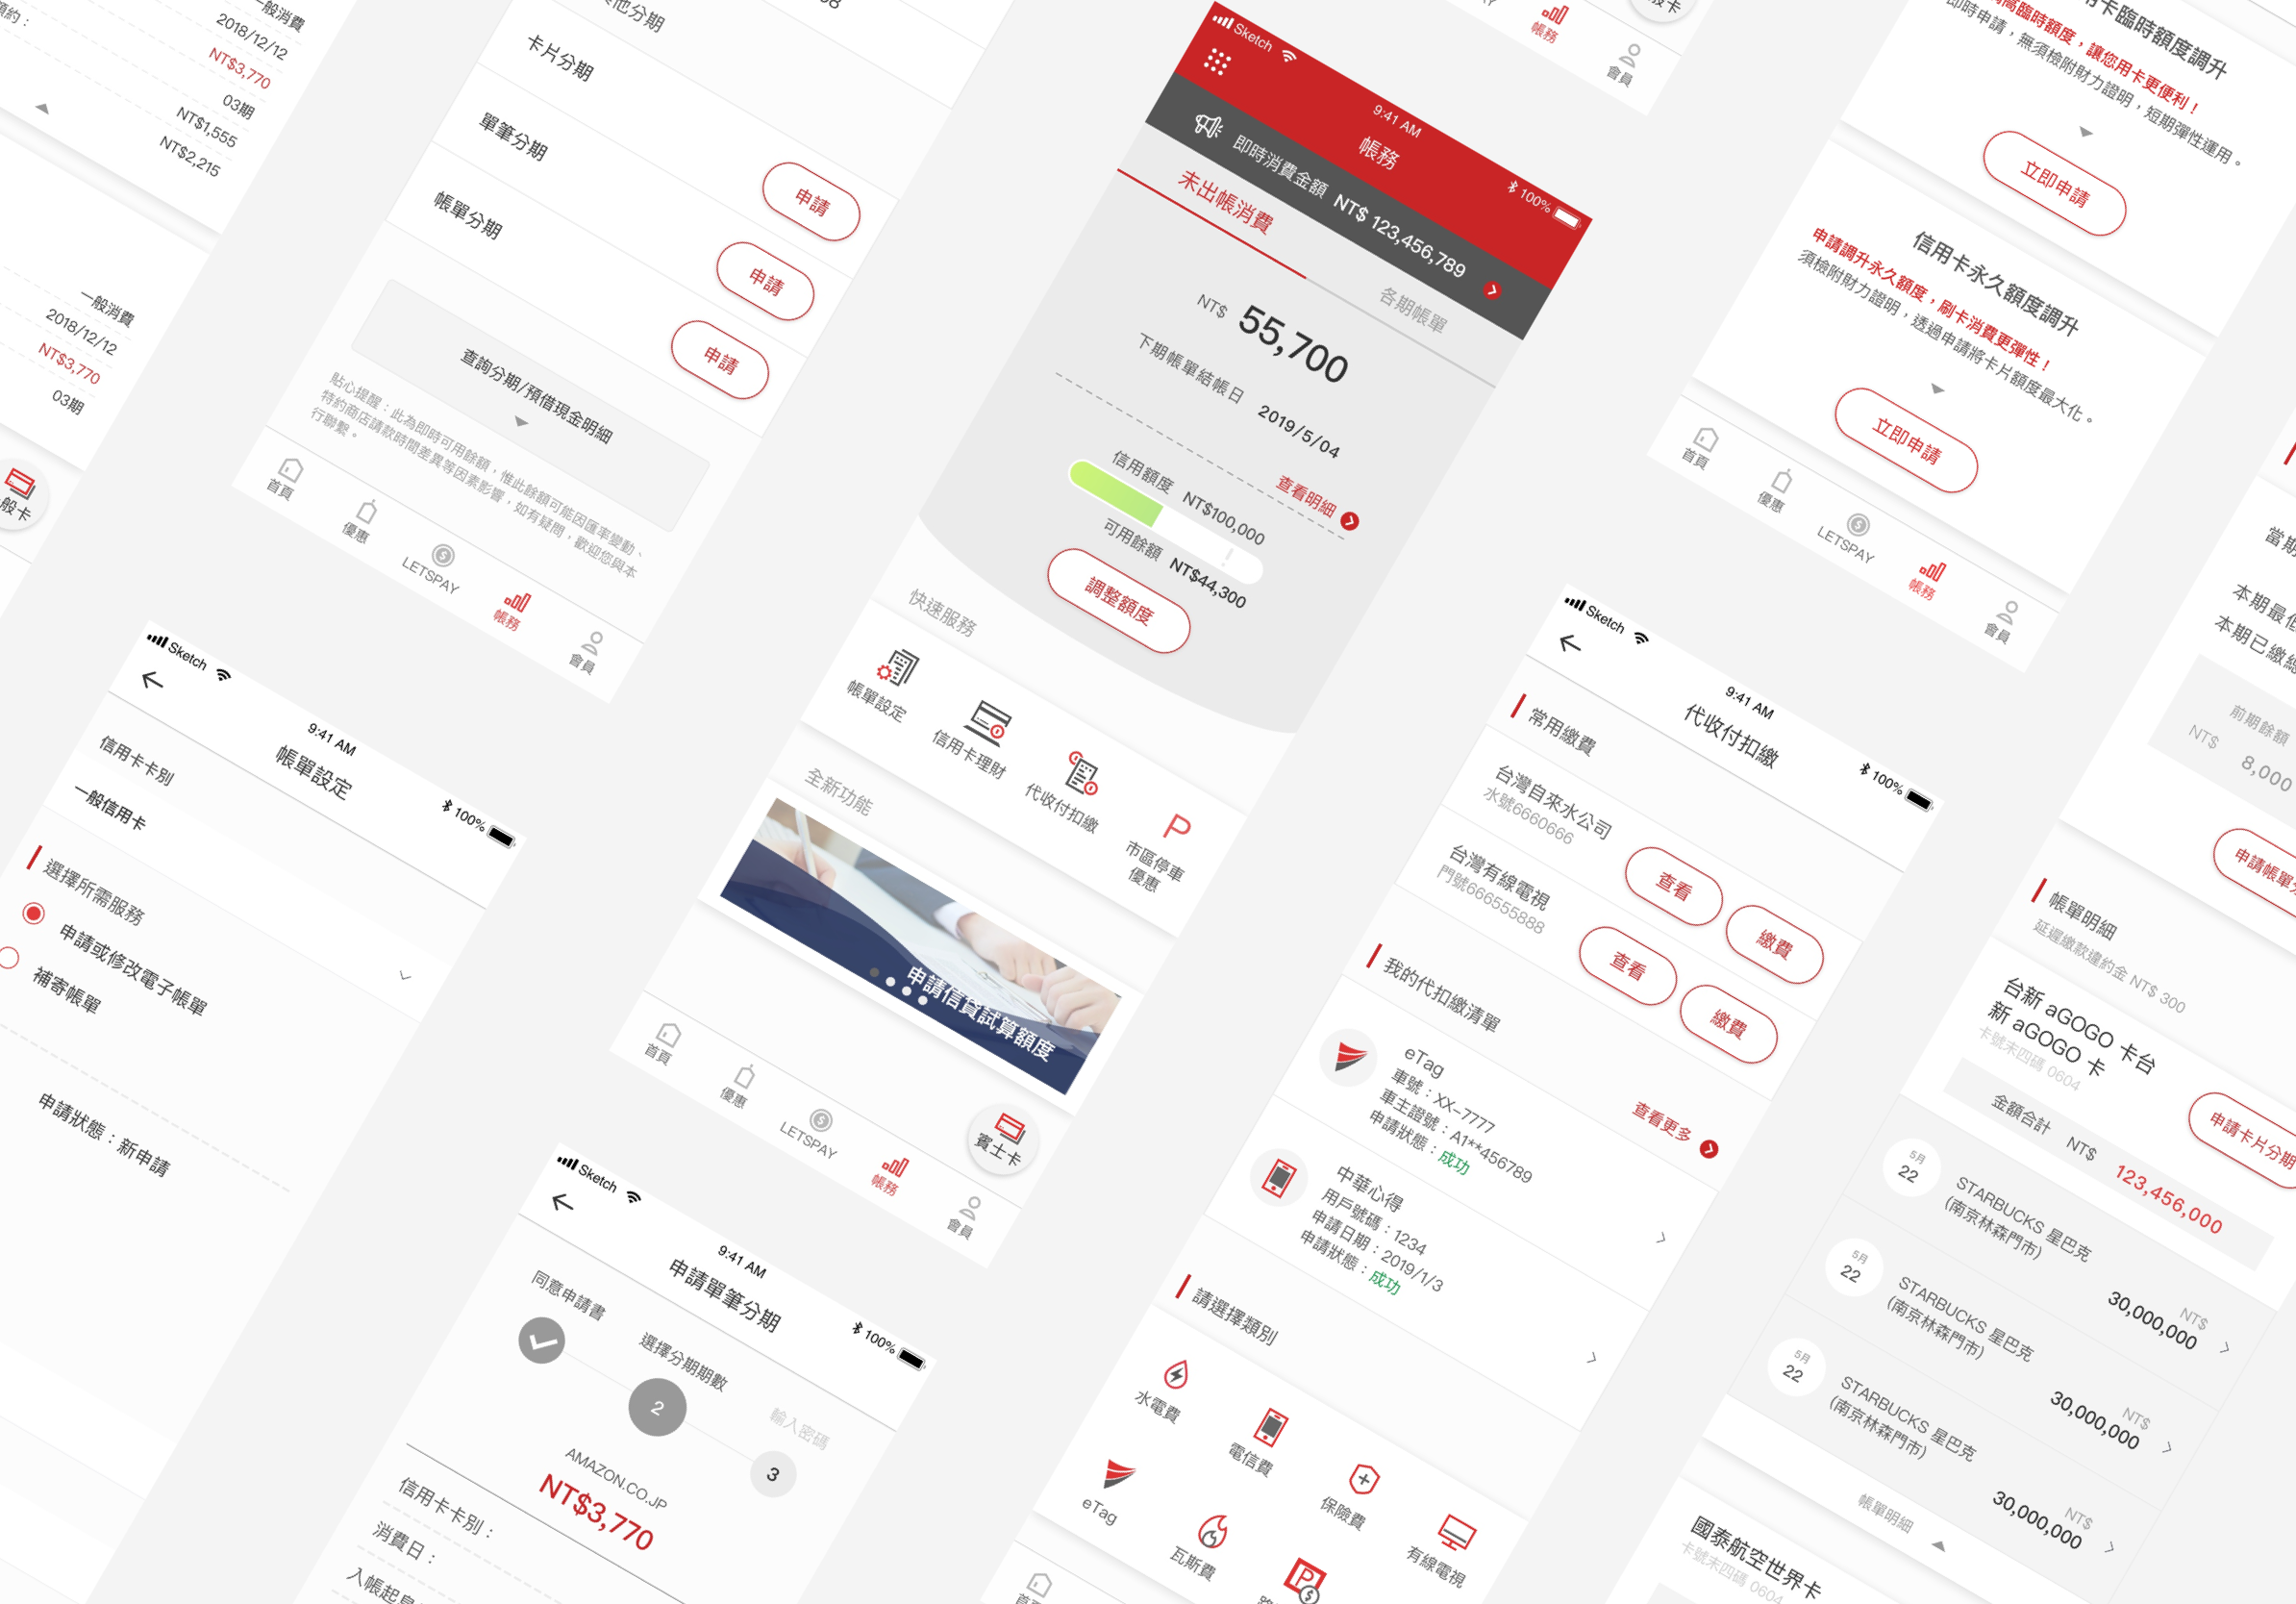 一般消費
2018/12/12
NT$3,770
03期
NT$1,555
NT$2,215
一般消費
2018/12/12
NT$3,770
03期
般卡
卡片分期
申請
單筆分期
申請
帳單分期
申請
查詢分期/預借現金明細
貼心提醒：此為即時可用餘額，惟此餘額可能因匯率變動、
特約商店請款時間差異等因素影響，如有疑問，歡迎您與本
行聯繫。
首頁
優惠
LETSPAY
帳務
會員
Sketch
9:41 AM
100%
帳單設定
信用卡卡別
一般信用卡
選擇所需服務
申請或修改電子帳單
補寄帳單
申請狀態：新申請
Sketch
9:41 AM
100%
帳務
即時消費金額 NT$ 123,456,789
未出帳消費
各期帳單
NT$ 55,700
下期帳單結帳日 2019/5/04
查看明細
信用額度 NT$100,000
可用餘額 NT$44,300
調整額度
快速服務
帳單設定
信用卡理財
代收付扣繳
市區停車
優惠
全新功能
申請信貸試算額度
賓士卡
首頁
優惠
LETSPAY
帳務
會員
Sketch
9:41 AM
100%
申請單筆分期
同意申請書
選擇分期期數
輸入密碼
2
3
AMAZON.CO.JP
NT$3,770
信用卡卡別：
消費日：
帳務
會員
般卡
卡臨時額度調升
高臨時額度，讓您用卡更便利！
即時申請，無須檢附財力證明，短期彈性運用。
立即申請
信用卡永久額度調升
申請調升永久額度，刷卡消費更彈性！
須檢附財力證明，透過申請將卡片額度最大化。
立即申請
首頁
優惠
LETSPAY
帳務
會員
Sketch
9:41 AM
100%
代收付扣繳
常用繳費
台灣自來水公司
水號6660666
查看
繳費
台灣有線電視
門號666555888
查看
繳費
我的代扣繳清單
查看更多
eTag
車號：XX-7777
車主證號：A1**456789
申請狀態：成功
中華心得
用戶號碼：1234
申請日期：2019/1/3
申請狀態：成功
請選擇類別
水電費
電信費
保險費
有線電視
eTag
瓦斯費
本期最低
本期已繳總
前期餘額
NT$ 8,000
申請帳單分
帳單明細
延遲繳款違約金 NT$ 300
台新 aGOGO 卡台
新 aGOGO 卡
卡號末四碼 0604
申請卡片分期
金額合計 NT$ 123,456,000
5月
22
STARBUCKS 星巴克
(南京林森門市)
NT$
30,000,000
5月
22
STARBUCKS 星巴克
(南京林森門市)
NT$
30,000,000
5月
22
STARBUCKS 星巴克
(南京林森門市)
NT$
30,000,000
帳單明細
國泰航空世界卡
卡號末四碼 0604